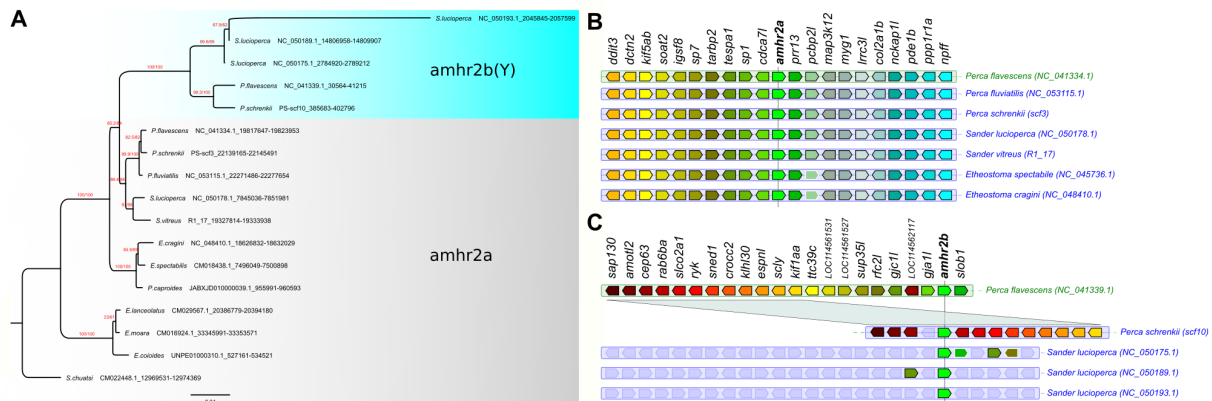 A
87.9/62
S.lucioperca NC_050193.1_2045845-2057599
S.lucioperca NC_050189.1_14806958-14809907
S.lucioperca NC_050175.1_2784920-2789212
100/100
amhr2b(Y)
P.flavescens NC_041339.1_30564-41215
P.schrenkii PS-scf10_385683-402796
P.flavescens NC_041334.1_19817647-19823953
P.schrenkii PS-scf3_22139165-22145491
P.fluviatilis NC_053115.1_22271486-22277654
S.lucioperca NC_050178.1_7845036-7851981
S.vitreus R1_17_19327814-19333938
100/100
amhr2a
E.cragini NC_048410.1_18626832-18632029
E.spectabilis CM018438.1_7496049-7500898
100/100
P.caproides JABXJD010000039.1_955991-960593
E.lanceolatus CM029567.1_20386779-20394180
E.moara CM016924.1_33345991-33353571
100/100
E.coioides UNPE01000310.1_527161-534521
S.chuatsi CM022448.1_12969531-12974369
B
ddit3 dctn2 kif5ab soat2 igsf8 sp7 tarbp2 tespa1 sp1 cdca7l amhr2a prr13 pcbp2l map3k12 myg1 lrrc3l col2a1b nckap1l pde1b ppp1r1a npff
Perca flavescens (NC_041334.1)
Perca fluviatilis (NC_053115.1)
Perca schrenkii (scf3)
Sander lucioperca (NC_050178.1)
Sander vitreus (R1_17)
Etheostoma spectabile (NC_045736.1)
Etheostoma cragini (NC_048410.1)
C
sap130 amotl2 cep63 rab6ba slco2a1 ryk sned1 crocc2 klhl30 espnl scly kif1aa ttc39c LOC114561531 LOC114561527 sup35l rfc2l gjc1l LOC114562117 gja1l amhr2b slob1
Perca flavescens (NC_041339.1)
Perca schrenkii (scf10)
Sander lucioperca (NC_050175.1)
Sander lucioperca (NC_050189.1)
Sander lucioperca (NC_050193.1)